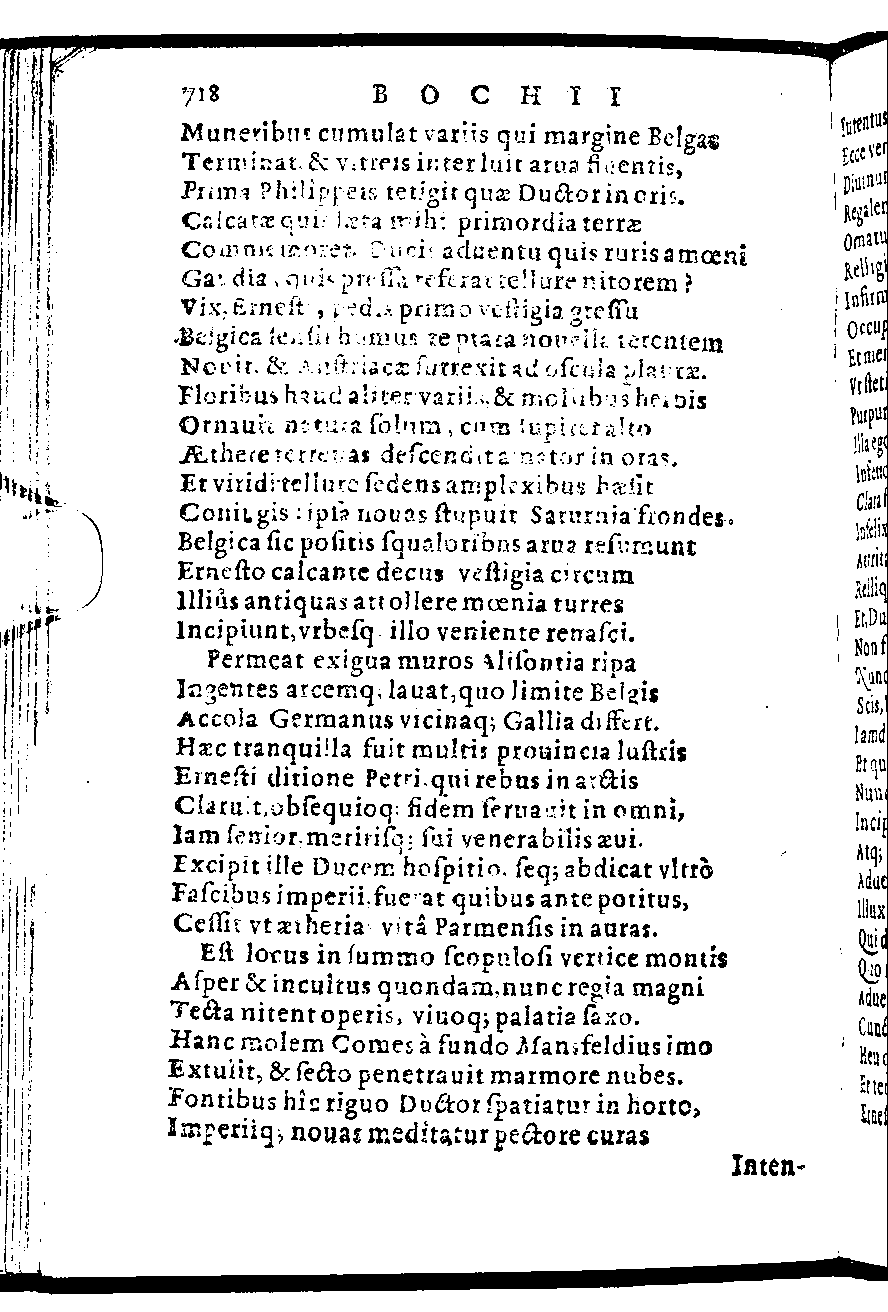 718 B O C H I I
Muneribus cumulat variis qui margine Belgas
Terminat, & vitreis interluit arua fluentis,
Prima Philippeis tetigit quæ Ductor in oris.
Calcatæ quis læta mihi primordia terræ
Commemoret, Ducis aduentu quis ruris amœni
Gaudia, quis pressa referat tellure nitorem?
Vix, Ernest, pedis primo vestigia gressu
Belgica sensit humus reptata nouella terentem
Nouit, & Austriacæ surrexit ad oscula plantæ.
Floribus haud aliter variis, & mollibus herbis
Ornauit natura solum, cum Iupiter alto
Æthere terrenas descendit amator in oras.
Et viridi tellure sedens amplexibus hæsit
Coniugis: ipsa nouas stupuit Saturnia frondes.
Belgica sic positis squaloribus arua resumunt
Ernesto calcante decus vestigia circum
Illius antiquas attollere mœnia turres
Incipiunt, vrbesq. illo veniente renasci.
Permeat exigua muros Alisontia ripa
Ingentes arcemq; lauat, quo limite Belgis
Accola Germanus vicinaq; Gallia differt.
Hæc tranquilla fuit multis prouincia lustris
Ernesti ditione Petri, qui rebus in arctis
Claruit, obsequioq; fidem seruauit in omni,
Iam senior, meritisq; sui venerabilis æui.
Excipit ille Ducem hospitio, seq; abdicat vltrò
Fascibus imperii, fuerat quibus ante potitus,
Cessit vt ætheria vitâ Parmensis in auras.
Est locus in summo scopulosi vertice montis
Asper & incultus quondam, nunc regia magni
Tecta nitent operis, viuoq; palatia saxo.
Hanc molem Comes à fundo Mansfeldius imo
Extulit, & secto penetrauit marmore nubes.
Fontibus hîc riguo Ductor spatiatur in horto,
Imperiiq; nouas meditatur pectore curas
Inten-